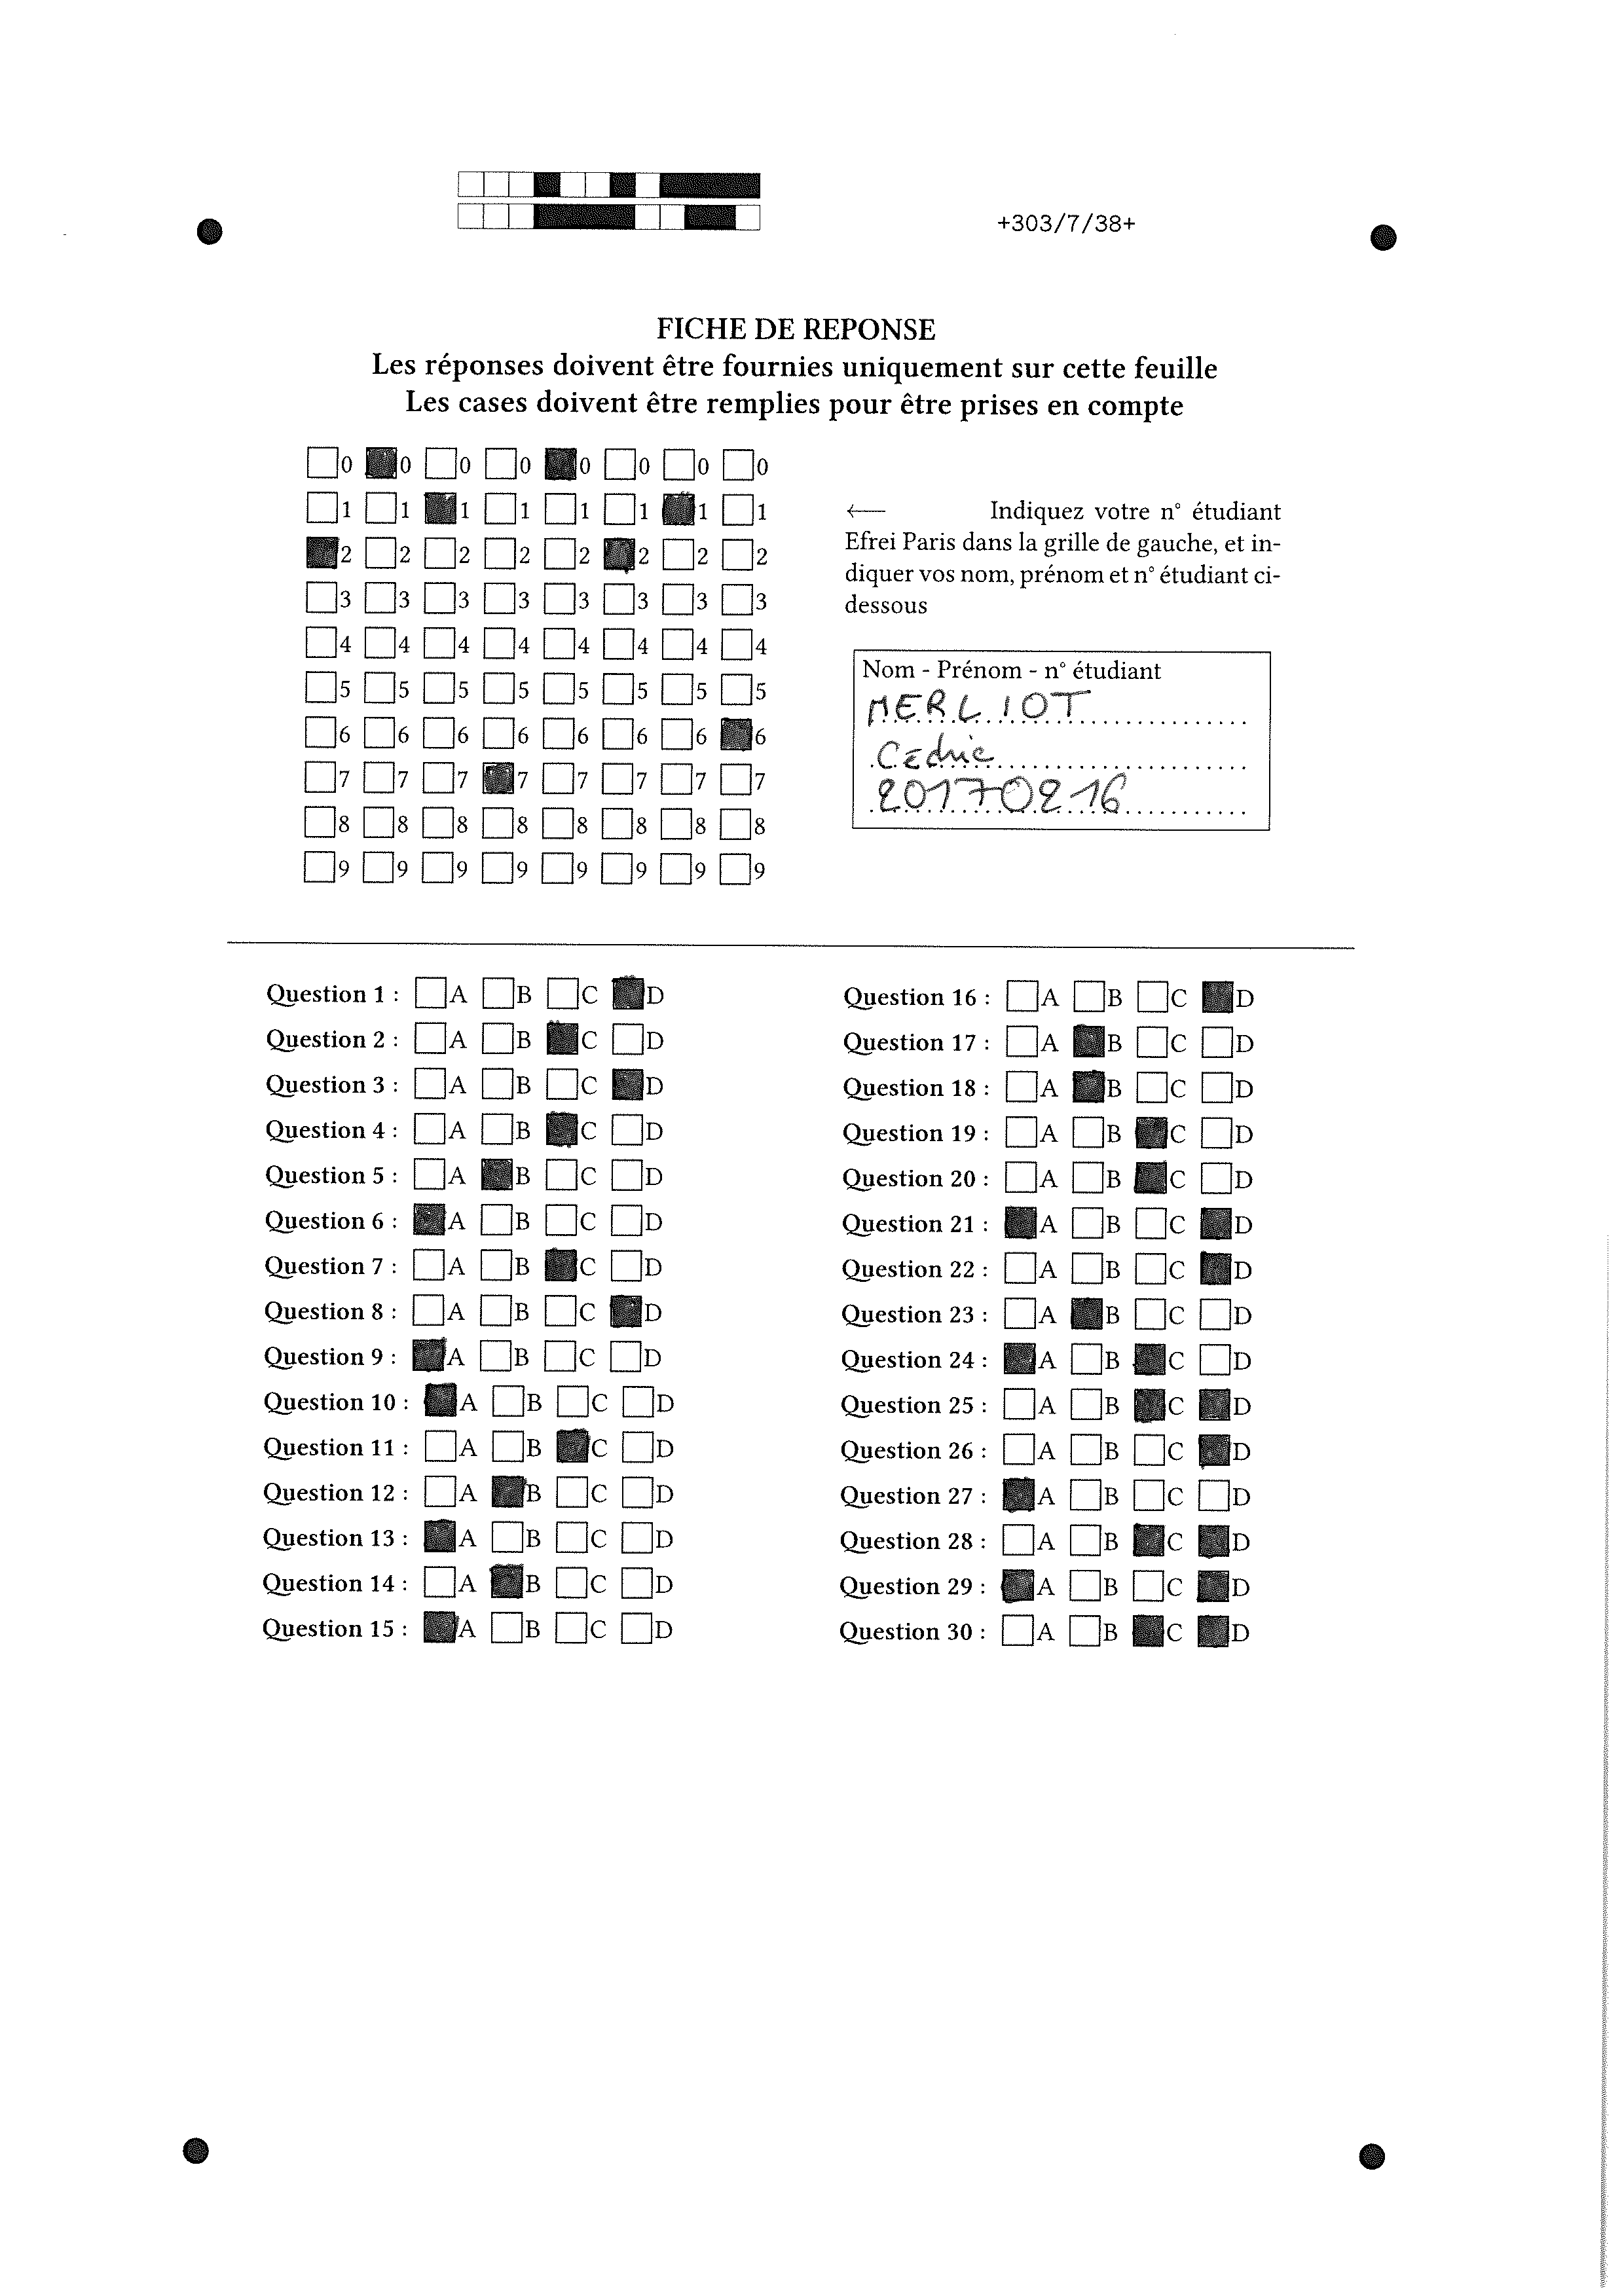 +303/7/38+
FICHE DE REPONSE
Les réponses doivent être fournies uniquement sur cette feuille
Les cases doivent être remplies pour être prises en compte
0 0 0 0 0 0 0 0
1 1 1 1 1 1 1 1
2 2 2 2 2 2 2 2
3 3 3 3 3 3 3 3
4 4 4 4 4 4 4 4
5 5 5 5 5 5 5 5
6 6 6 6 6 6 6 6
7 7 7 7 7 7 7 7
8 8 8 8 8 8 8 8
9 9 9 9 9 9 9 9
← Indiquez votre n° étudiant
Efrei Paris dans la grille de gauche, et in-
diquer vos nom, prénom et n° étudiant ci-
dessous
Nom - Prénom - n° étudiant
MERLIOT
Cédric
20170216
Question 1 : A B C D
Question 2 : A B C D
Question 3 : A B C D
Question 4 : A B C D
Question 5 : A B C D
Question 6 : A B C D
Question 7 : A B C D
Question 8 : A B C D
Question 9 : A B C D
Question 10 : A B C D
Question 11 : A B C D
Question 12 : A B C D
Question 13 : A B C D
Question 14 : A B C D
Question 15 : A B C D
Question 16 : A B C D
Question 17 : A B C D
Question 18 : A B C D
Question 19 : A B C D
Question 20 : A B C D
Question 21 : A B C D
Question 22 : A B C D
Question 23 : A B C D
Question 24 : A B C D
Question 25 : A B C D
Question 26 : A B C D
Question 27 : A B C D
Question 28 : A B C D
Question 29 : A B C D
Question 30 : A B C D